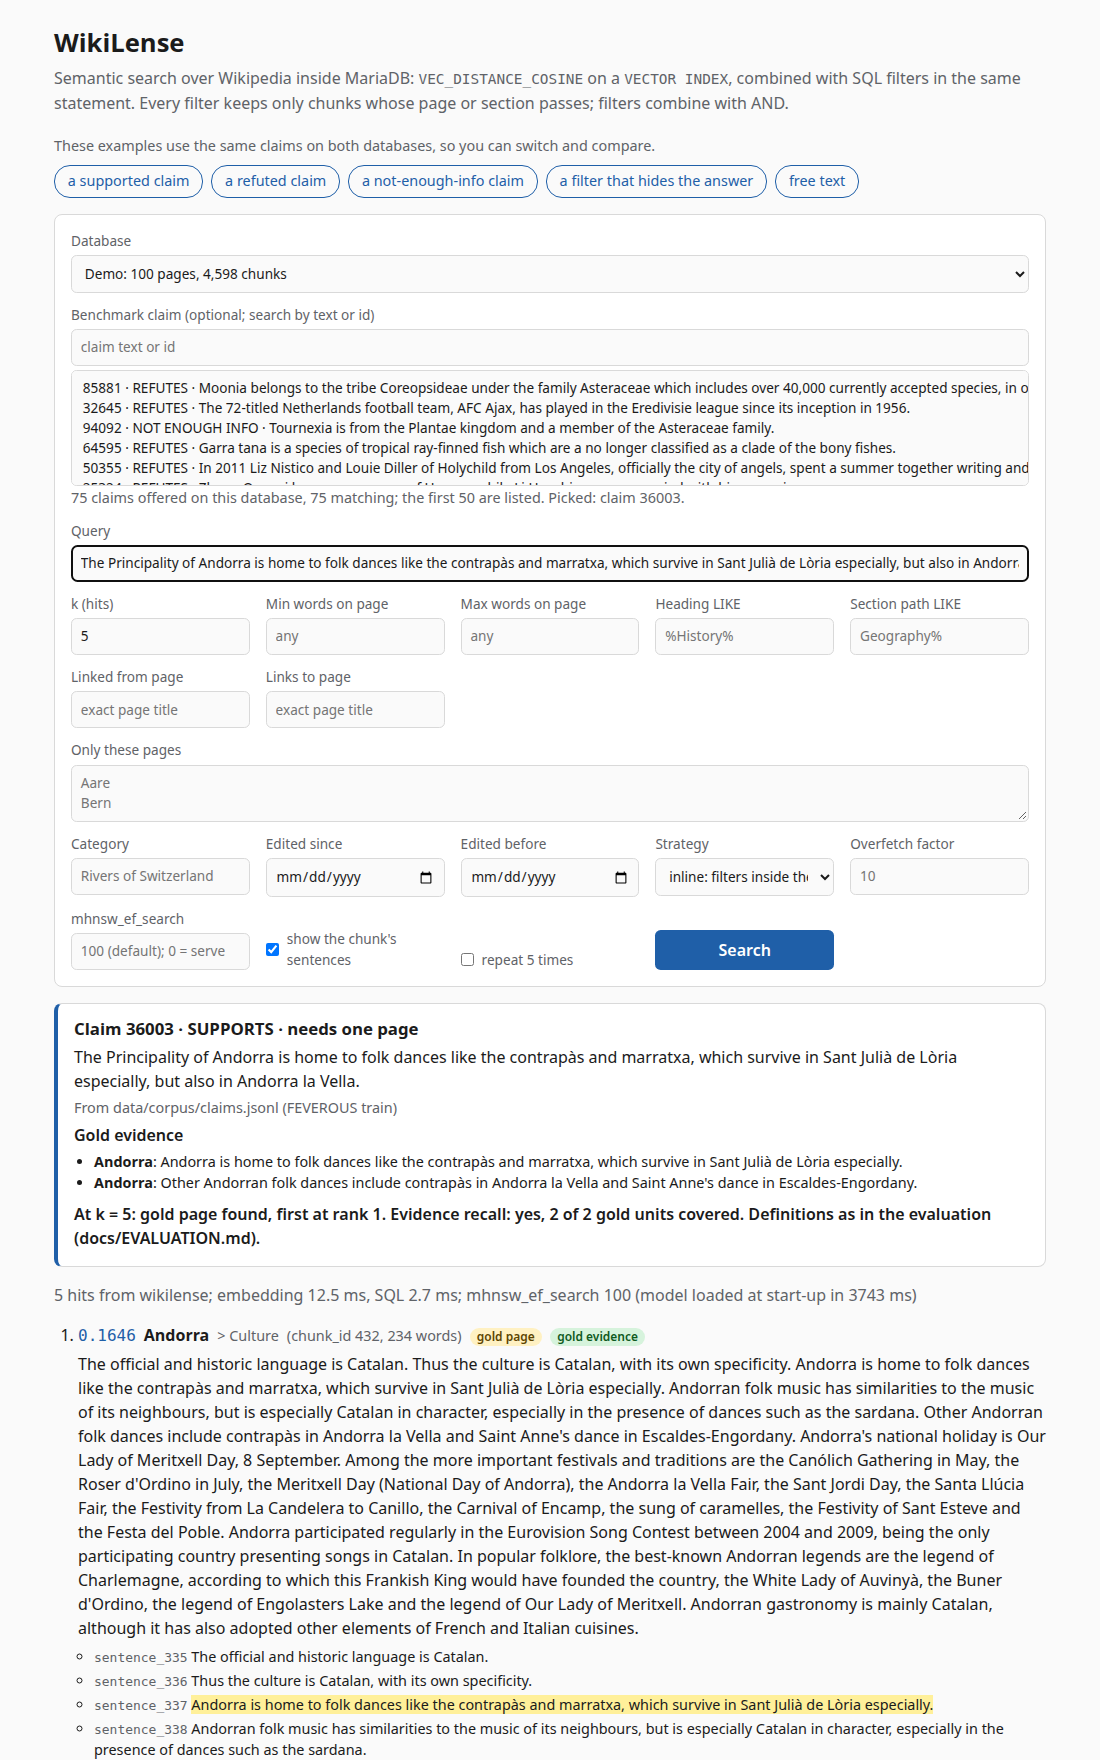 WikiLense
Semantic search over Wikipedia inside MariaDB: VEC_DISTANCE_COSINE on a VECTOR INDEX, combined with SQL filters in the same
statement. Every filter keeps only chunks whose page or section passes; filters combine with AND.
These examples use the same claims on both databases, so you can switch and compare.
a supported claim
a refuted claim
a not-enough-info claim
a filter that hides the answer
free text
Database
Demo: 100 pages, 4,598 chunks
Benchmark claim (optional; search by text or id)
claim text or id
85881 · REFUTES · Moonia belongs to the tribe Coreopsideae under the family Asteraceae which includes over 40,000 currently accepted species, in o
32645 · REFUTES · The 72-titled Netherlands football team, AFC Ajax, has played in the Eredivisie league since its inception in 1956.
94092 · NOT ENOUGH INFO · Tournexia is from the Plantae kingdom and a member of the Asteraceae family.
64595 · REFUTES · Garra tana is a species of tropical ray-finned fish which are a no longer classified as a clade of the bony fishes.
50355 · REFUTES · In 2011 Liz Nistico and Louie Diller of Holychild from Los Angeles, officially the city of angels, spent a summer together writing and
75 claims offered on this database, 75 matching; the first 50 are listed. Picked: claim 36003.
Query
The Principality of Andorra is home to folk dances like the contrapàs and marratxa, which survive in Sant Julià de Lòria especially, but also in Andorr
k (hits)
Min words on page
Max words on page
Heading LIKE
Section path LIKE
5
any
any
%History%
Geography%
Linked from page
Links to page
exact page title
exact page title
Only these pages
Aare
Bern
Category
Edited since
Edited before
Strategy
Overfetch factor
Rivers of Switzerland
mm/dd/yyyy
mm/dd/yyyy
inline: filters inside the
10
mhnsw_ef_search
100 (default); 0 = serve
show the chunk's
sentences
repeat 5 times
Search
Claim 36003 · SUPPORTS · needs one page
The Principality of Andorra is home to folk dances like the contrapàs and marratxa, which survive in Sant Julià de Lòria
especially, but also in Andorra la Vella.
From data/corpus/claims.jsonl (FEVEROUS train)
Gold evidence
• Andorra: Andorra is home to folk dances like the contrapàs and marratxa, which survive in Sant Julià de Lòria especially.
• Andorra: Other Andorran folk dances include contrapàs in Andorra la Vella and Saint Anne's dance in Escaldes-Engordany.
At k = 5: gold page found, first at rank 1. Evidence recall: yes, 2 of 2 gold units covered. Definitions as in the evaluation
(docs/EVALUATION.md).
5 hits from wikilense; embedding 12.5 ms, SQL 2.7 ms; mhnsw_ef_search 100 (model loaded at start-up in 3743 ms)
1. 0.1646 Andorra > Culture (chunk_id 432, 234 words) gold page gold evidence
The official and historic language is Catalan. Thus the culture is Catalan, with its own specificity. Andorra is home to folk dances
like the contrapàs and marratxa, which survive in Sant Julià de Lòria especially. Andorran folk music has similarities to the music
of its neighbours, but is especially Catalan in character, especially in the presence of dances such as the sardana. Other Andorran
folk dances include contrapàs in Andorra la Vella and Saint Anne's dance in Escaldes-Engordany. Andorra's national holiday is Our
Lady of Meritxell Day, 8 September. Among the more important festivals and traditions are the Canólich Gathering in May, the
Roser d'Ordino in July, the Meritxell Day (National Day of Andorra), the Andorra la Vella Fair, the Sant Jordi Day, the Santa Llúcia
Fair, the Festivity from La Candelera to Canillo, the Carnival of Encamp, the sung of caramelles, the Festivity of Sant Esteve and
the Festa del Poble. Andorra participated regularly in the Eurovision Song Contest between 2004 and 2009, being the only
participating country presenting songs in Catalan. In popular folklore, the best-known Andorran legends are the legend of
Charlemagne, according to which this Frankish King would have founded the country, the White Lady of Auvinyà, the Buner
d'Ordino, the legend of Engolasters Lake and the legend of Our Lady of Meritxell. Andorran gastronomy is mainly Catalan,
although it has also adopted other elements of French and Italian cuisines.
sentence_335 The official and historic language is Catalan.
sentence_336 Thus the culture is Catalan, with its own specificity.
sentence_337 Andorra is home to folk dances like the contrapàs and marratxa, which survive in Sant Julià de Lòria especially.
sentence_338 Andorran folk music has similarities to the music of its neighbours, but is especially Catalan in character, especially in the
presence of dances such as the sardana.